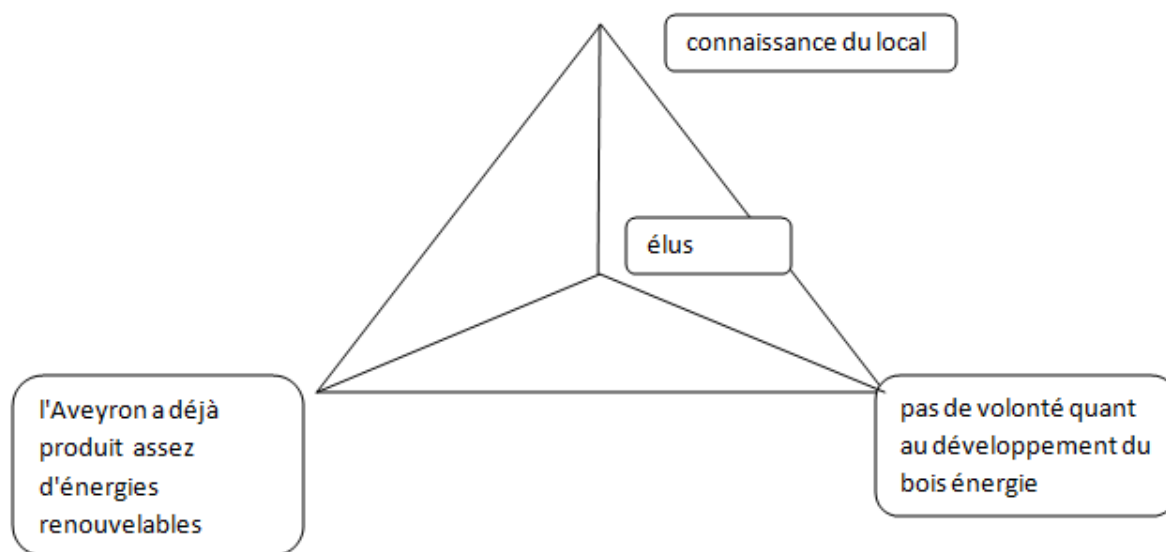 connaissance du local
élus
l'Aveyron a déjà
produit assez
d'énergies
renouvelables
pas de volonté quant
au développement du
bois énergie